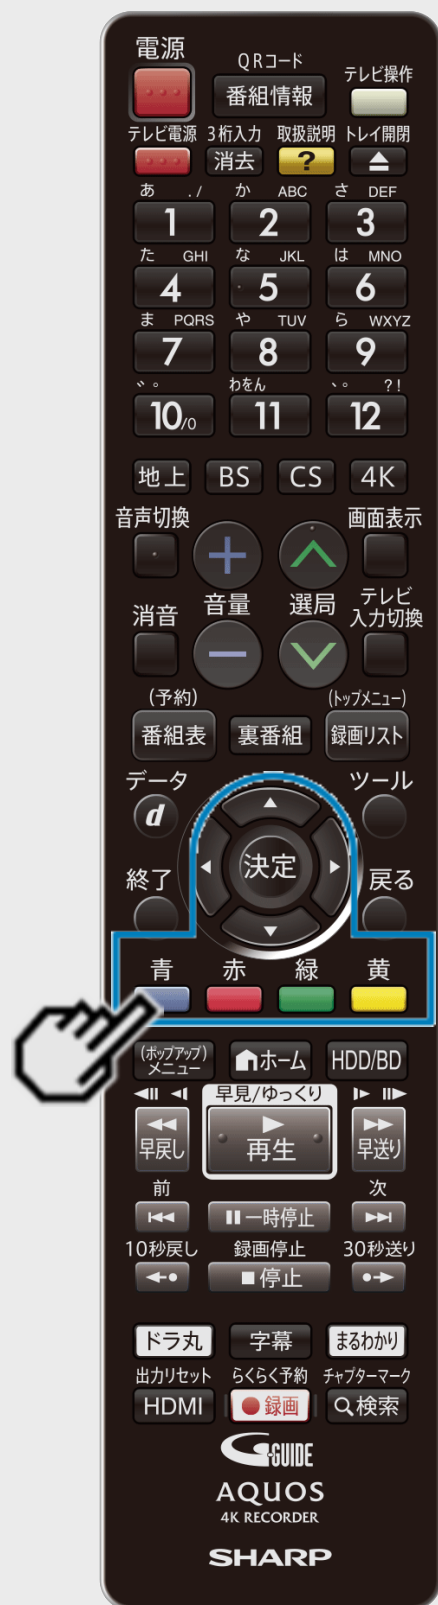 電源
QRコード
テレビ操作
番組情報
テレビ電源 3桁入力 取扱説明 トレイ開閉
消去 ?
あ ./ か ABC さ DEF
1 2 3
た GHI な JKL は MNO
4 5 6
ま PQRS や TUV ら WXYZ
7 8 9
゛゜ わをん 、。 ?!
10/0 11 12
地上 BS CS 4K
音声切換 画面表示
音量 選局
消音 テレビ
入力切換
(予約) (トップメニュー)
番組表 裏番組 録画リスト
データ ツール
d
決定
終了 戻る
青 赤 緑 黄
(ポップアップ)
メニュー ホーム HDD/BD
早見/ゆっくり
早戻し 再生 早送り
前 次
一時停止
10秒戻し 録画停止 30秒送り
停止
ドラ丸 字幕 まるわかり
出力リセット らくらく予約 チャプターマーク
HDMI 録画 検索
G-GUIDE
AQUOS
4K RECORDER
SHARP